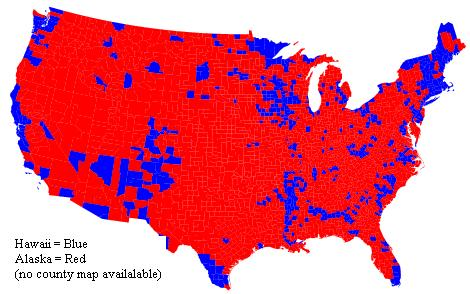 Hawaii = Blue
Alaska = Red
(no county map availalable)